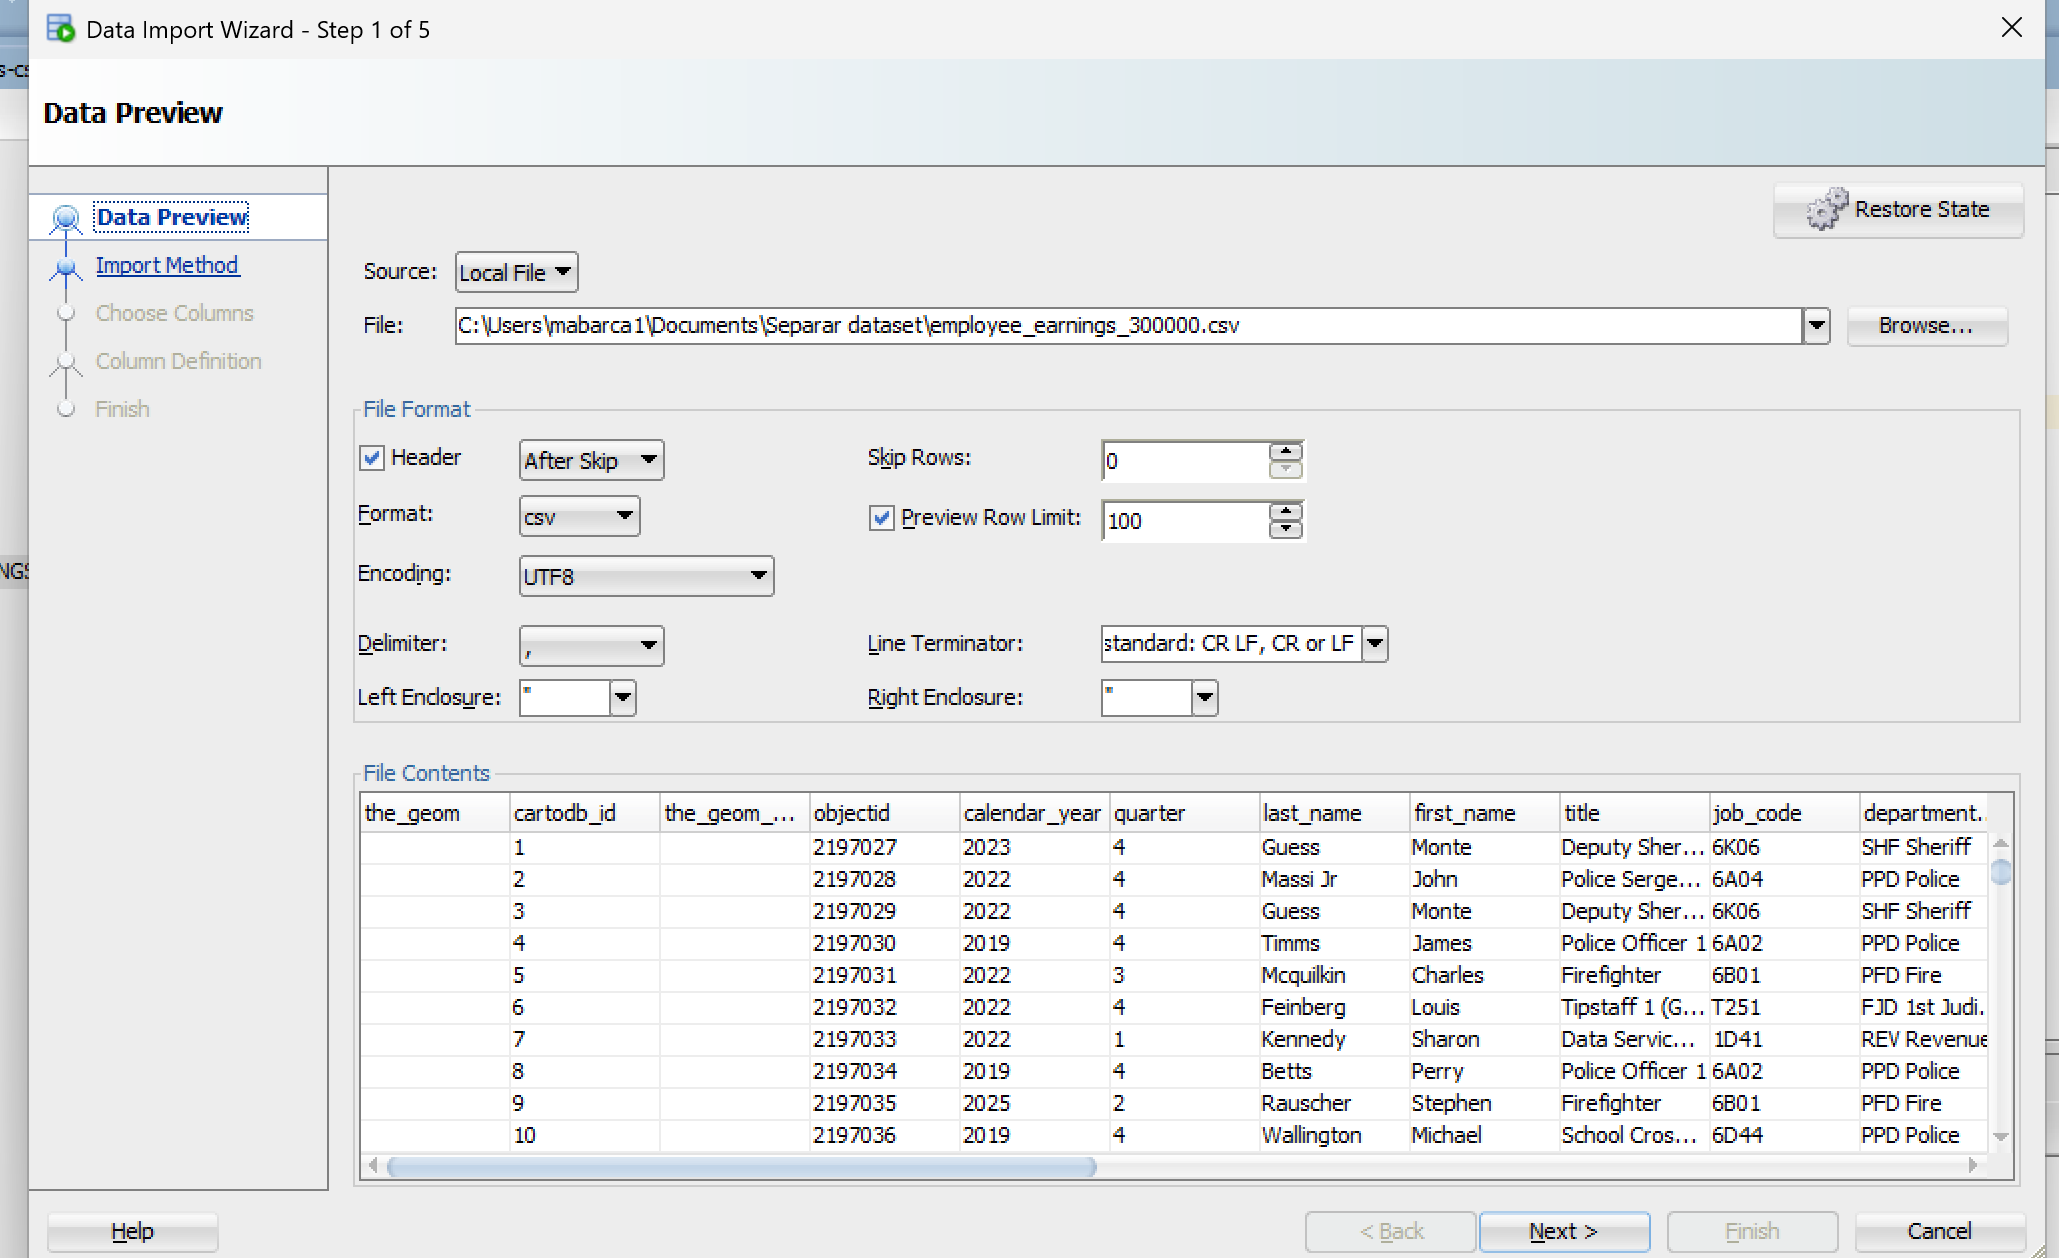 Data Import Wizard - Step 1 of 5
s-cs
Data Preview
Data Preview
Import Method
Choose Columns
Column Definition
Finish
NGS
Restore State
Source: Local File
File: C:\Users\mabarca1\Documents\Separar dataset\employee_earnings_300000.csv Browse...
File Format
Header After Skip Skip Rows: 0
Format: csv Preview Row Limit: 100
Encoding: UTF8
Delimiter: , Line Terminator: standard: CR LF, CR or LF
Left Enclosure: " Right Enclosure: "
File Contents
the_geom cartodb_id the_geom_... objectid calendar_year quarter last_name first_name title job_code department..
1 2197027 2023 4 Guess Monte Deputy Sher... 6K06 SHF Sheriff
2 2197028 2022 4 Massi Jr John Police Serge... 6A04 PPD Police
3 2197029 2022 4 Guess Monte Deputy Sher... 6K06 SHF Sheriff
4 2197030 2019 4 Timms James Police Officer 1 6A02 PPD Police
5 2197031 2022 3 Mcquilkin Charles Firefighter 6B01 PFD Fire
6 2197032 2022 4 Feinberg Louis Tipstaff 1 (G... T251 FJD 1st Judi.
7 2197033 2022 1 Kennedy Sharon Data Servic... 1D41 REV Revenue
8 2197034 2019 4 Betts Perry Police Officer 1 6A02 PPD Police
9 2197035 2025 2 Rauscher Stephen Firefighter 6B01 PFD Fire
10 2197036 2019 4 Wallington Michael School Cros... 6D44 PPD Police
Help < Back Next > Finish Cancel